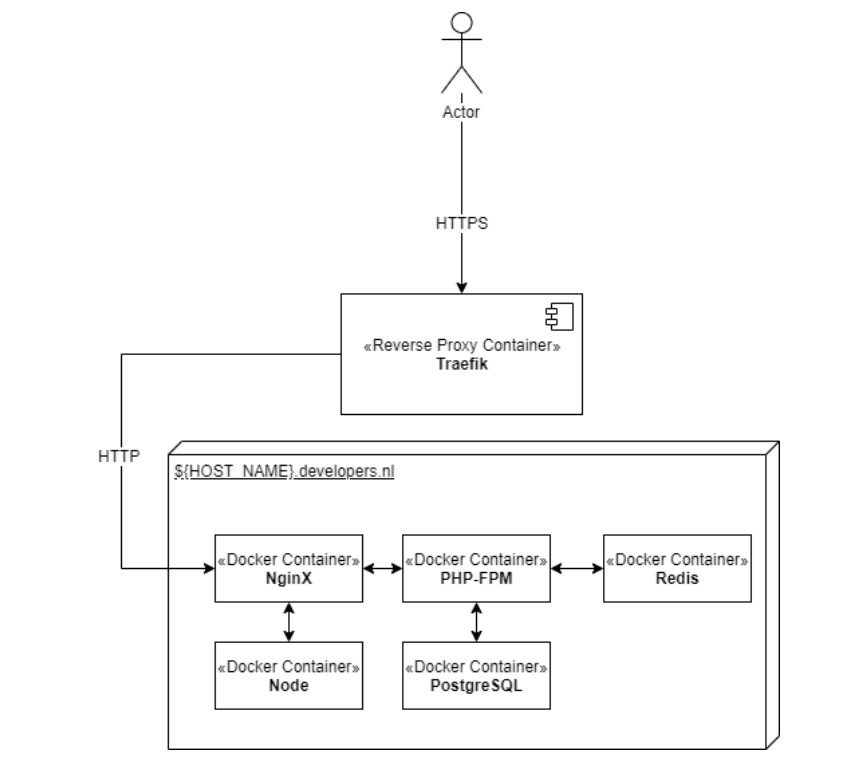 Actor
HTTPS
«Reverse Proxy Container»
Traefik
HTTP
${HOST_NAME}.developers.nl
«Docker Container»
NginX
«Docker Container»
PHP-FPM
«Docker Container»
Redis
«Docker Container»
Node
«Docker Container»
PostgreSQL